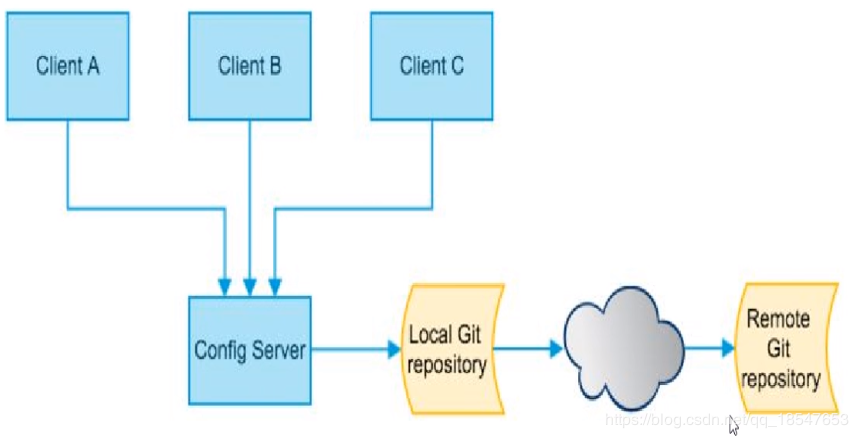 Client A
Client B
Client C
Config Server
Local Git
repository
Remote
Git
repository
https://blog.csdn.net/qq_18547653